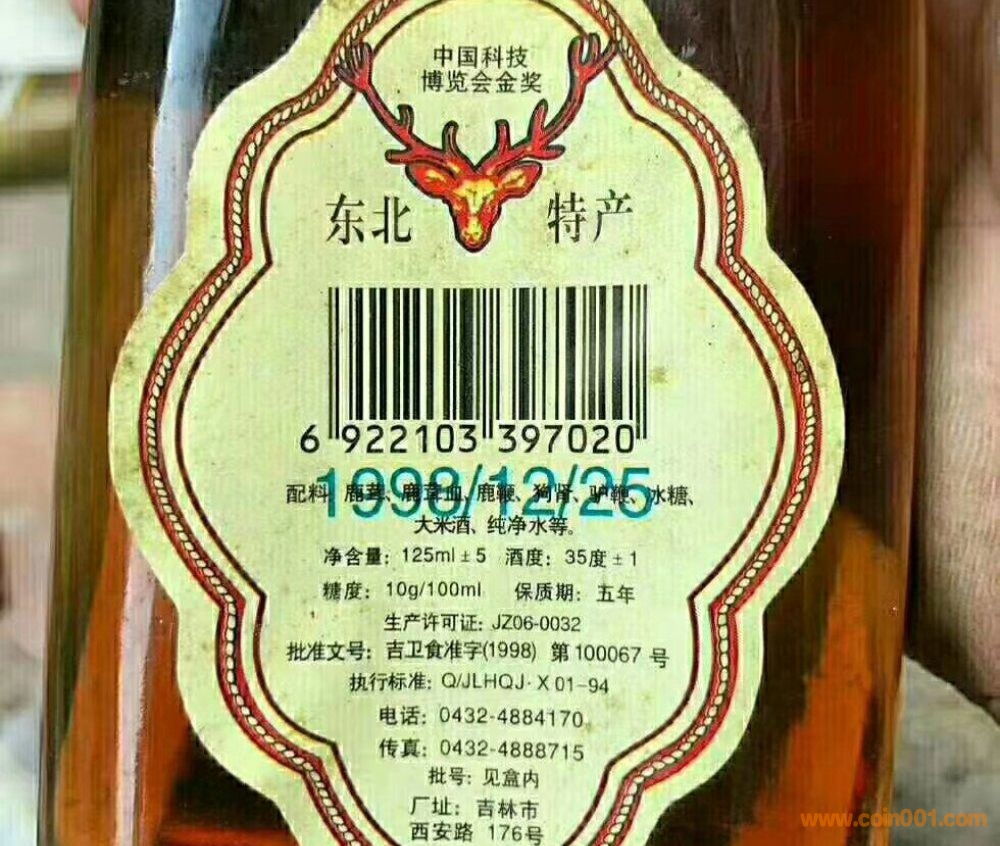 中国科技
博览会金奖
东北 特产
6 922103 397020
1998/12/25
配料: 鹿茸、鹿茸血、鹿鞭、狗肾、驴鞭、冰糖、
大米酒、纯净水等。
净含量: 125ml±5 酒度: 35度±1
糖度: 10g/100ml 保质期: 五年
生产许可证: JZ06-0032
批准文号: 吉卫食准字(1998) 第100067号
执行标准: Q/JLHQJ·X 01-94
电话: 0432-4884170
传真: 0432-4888715
批号: 见盒内
厂址: 吉林市
西安路 176号
www.coin001.com